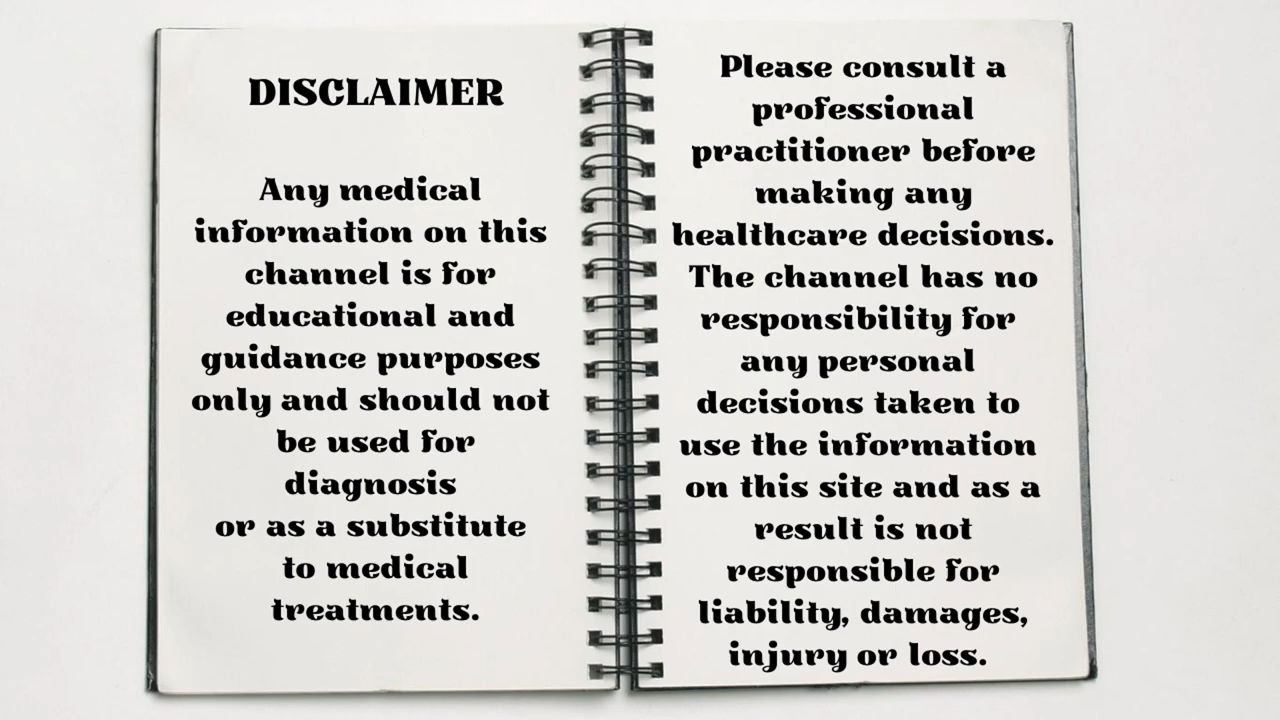 DISCLAIMER
Any medical
information on this
channel is for
educational and
guidance purposes
only and should not
be used for
diagnosis
or as a substitute
to medical
treatments.
Please consult a
professional
practitioner before
making any
healthcare decisions.
The channel has no
responsibility for
any personal
decisions taken to
use the information
on this site and as a
result is not
responsible for
liability, damages,
injury or loss.